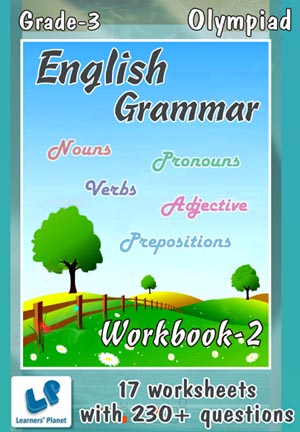 Grade-3 Olympiad
English
Grammar
Nouns
Pronouns
Verbs
Adjective
Prepositions
Workbook-2
LP
Learners' Planet
17 worksheets
with 230+ questions